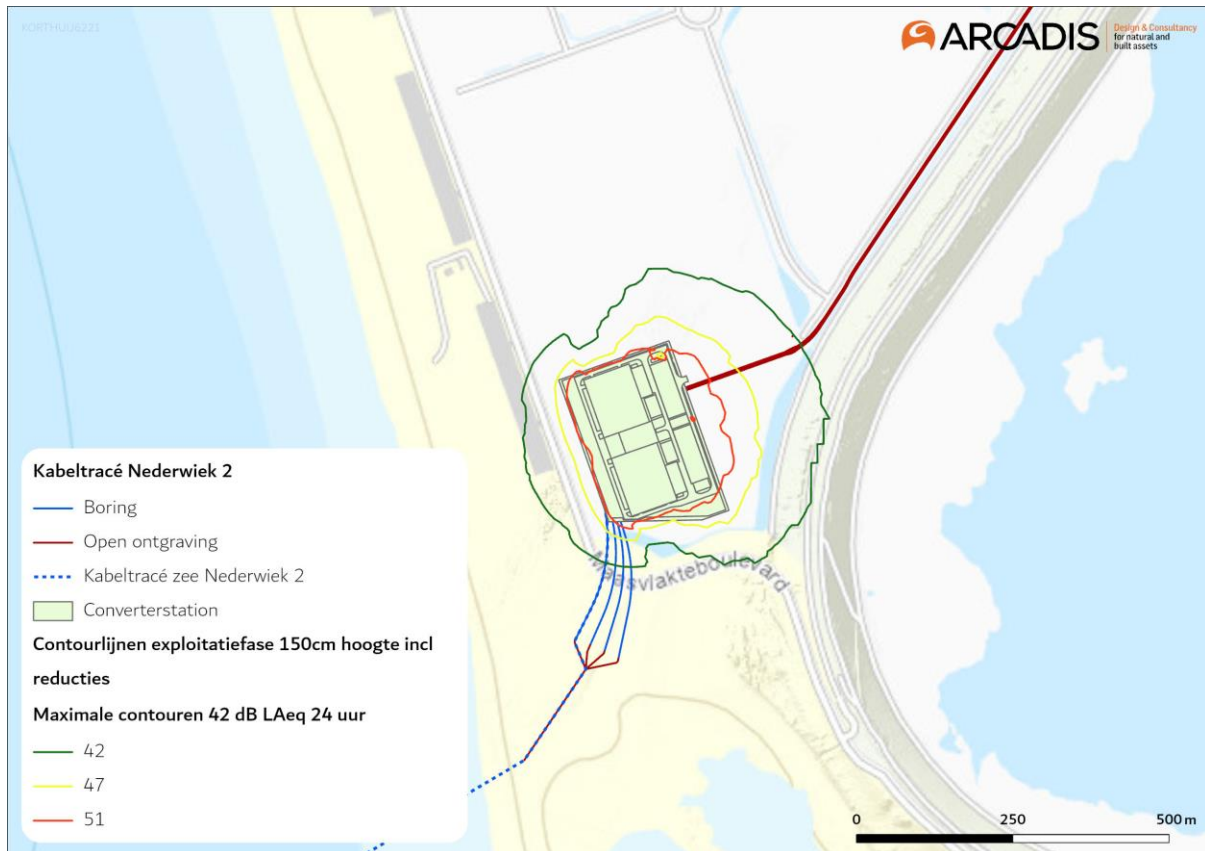 KORTHUU6221
ARCADIS
Design & Consultancy
for natural and
built assets
Maasvlakteboulevard
Kabeltracé Nederwiek 2
Boring
Open ontgraving
Kabeltracé zee Nederwiek 2
Converterstation
Contourlijnen exploitatiefase 150cm hoogte incl
reducties
Maximale contouren 42 dB LAeq 24 uur
42
47
51
0 250 500 m